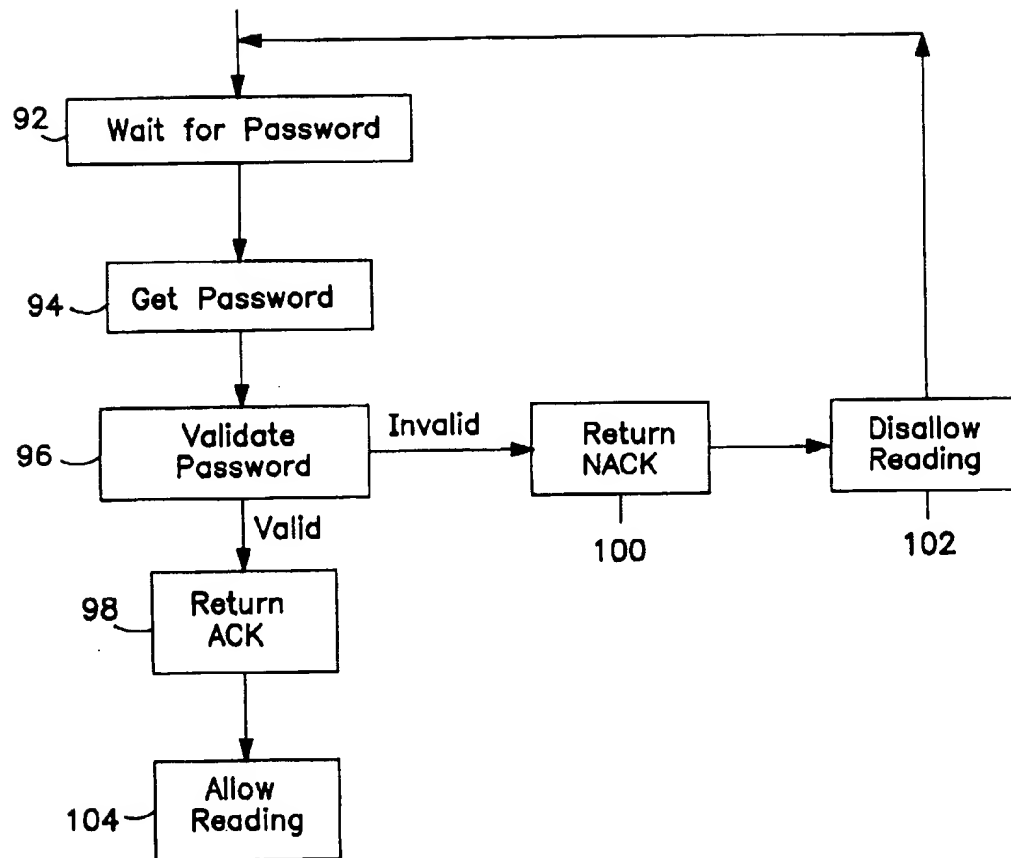 92
Wait for Password
94
Get Password
96
Validate
Password
Invalid
Return
NACK
100
Disallow
Reading
102
Valid
98
Return
ACK
104
Allow
Reading